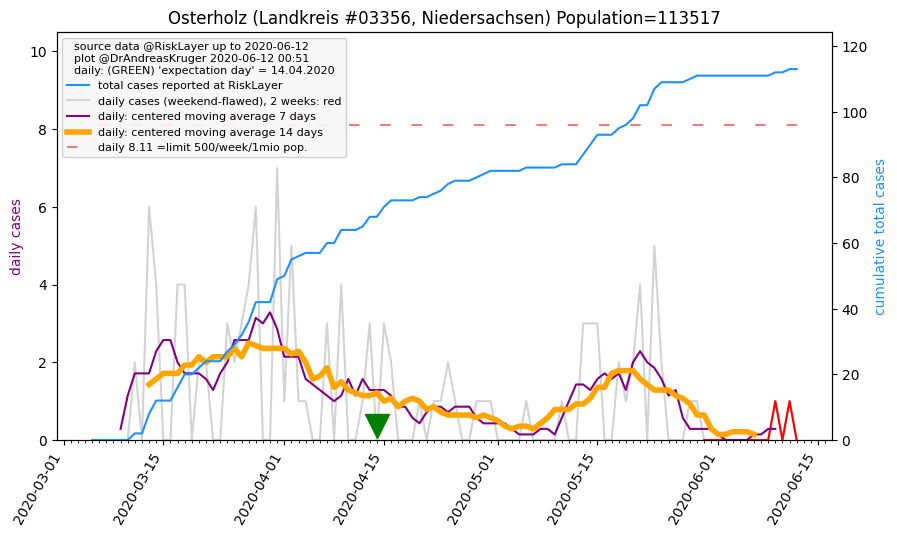 Osterholz (Landkreis #03356, Niedersachsen) Population=113517
source data @RiskLayer up to 2020-06-12
plot @DrAndreasKruger 2020-06-12 00:51
daily: (GREEN) 'expectation day' = 14.04.2020
total cases reported at RiskLayer
daily cases (weekend-flawed), 2 weeks: red
daily: centered moving average 7 days
daily: centered moving average 14 days
daily 8.11 =limit 500/week/1mio pop.
daily cases
10
8
6
4
2
0
cumulative total cases
120
100
80
60
40
20
0
2020-03-01
2020-03-15
2020-04-01
2020-04-15
2020-05-01
2020-05-15
2020-06-01
2020-06-15